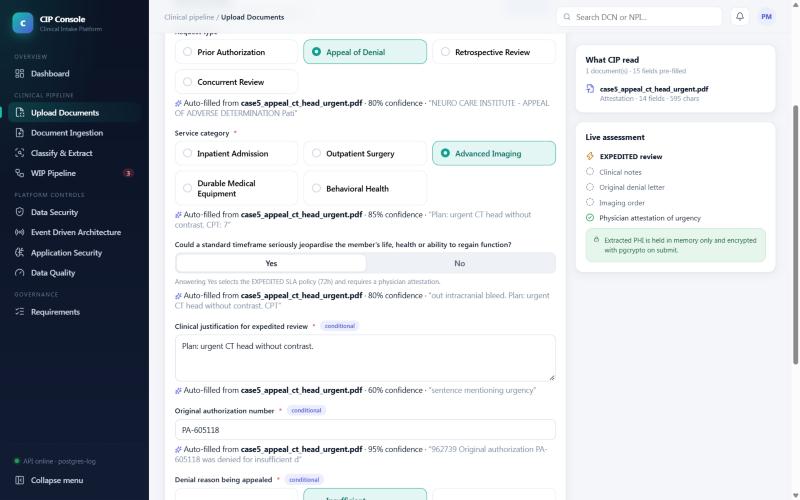 C
CIP Console
Clinical Intake Platform
OVERVIEW
Dashboard
CLINICAL PIPELINE
Upload Documents
Document Ingestion
Classify & Extract
WIP Pipeline
3
PLATFORM CONTROLS
Data Security
Event Driven Architecture
Application Security
Data Quality
GOVERNANCE
Requirements
API online · postgres-log
Collapse menu
Clinical pipeline / Upload Documents
Search DCN or NPI...
PM
Request type
Prior Authorization
Appeal of Denial
Retrospective Review
Concurrent Review
Auto-filled from case5_appeal_ct_head_urgent.pdf · 80% confidence · "NEURO CARE INSTITUTE - APPEAL
OF ADVERSE DETERMINATION Pati"
Service category *
Inpatient Admission
Outpatient Surgery
Advanced Imaging
Durable Medical
Equipment
Behavioral Health
Auto-filled from case5_appeal_ct_head_urgent.pdf · 85% confidence · "Plan: urgent CT head without
contrast. CPT: 7"
Could a standard timeframe seriously jeopardise the member's life, health or ability to regain function?
Yes
No
Answering Yes selects the EXPEDITED SLA policy (72h) and requires a physician attestation.
Auto-filled from case5_appeal_ct_head_urgent.pdf · 80% confidence · "out intracranial bleed. Plan: urgent
CT head without contrast. CPT"
Clinical justification for expedited review * conditional
Plan: urgent CT head without contrast.
Auto-filled from case5_appeal_ct_head_urgent.pdf · 60% confidence · "sentence mentioning urgency"
Original authorization number * conditional
PA-605118
Auto-filled from case5_appeal_ct_head_urgent.pdf · 95% confidence · "962739 Original authorization PA-
605118 was denied for insufficient d"
Denial reason being appealed * conditional
Insufficient
What CIP read
1 document(s) · 15 fields pre-filled
case5_appeal_ct_head_urgent.pdf
Attestation · 14 fields · 595 chars
Live assessment
EXPEDITED review
Clinical notes
Original denial letter
Imaging order
Physician attestation of urgency
Extracted PHI is held in memory only and encrypted
with pgcrypto on submit.